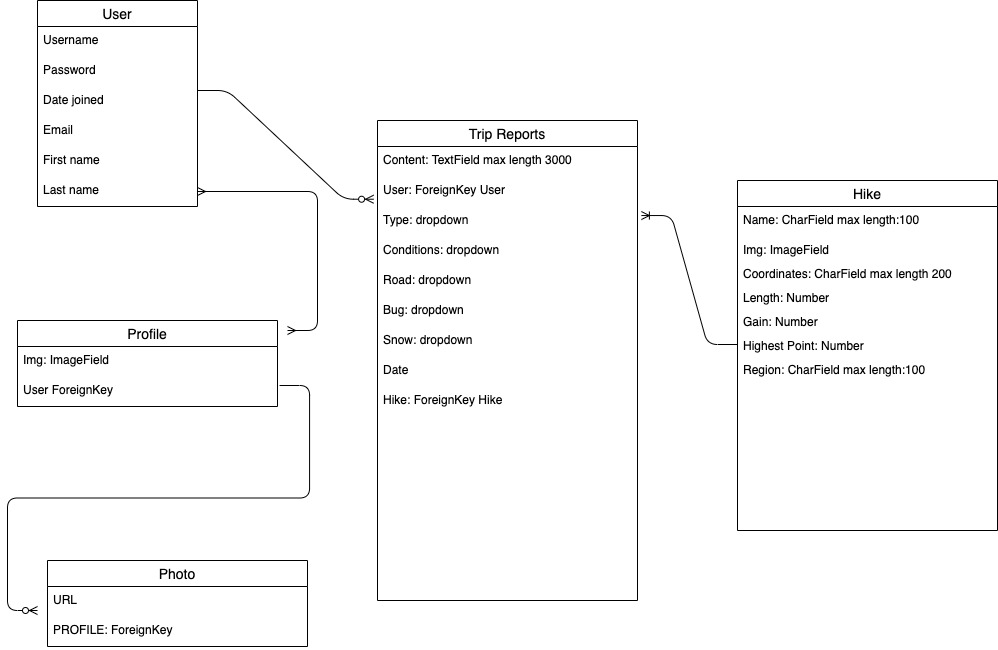 User
Username
Password
Date joined
Email
First name
Last name
Trip Reports
Content: TextField max length 3000
User: ForeignKey User
Type: dropdown
Conditions: dropdown
Road: dropdown
Bug: dropdown
Snow: dropdown
Date
Hike: ForeignKey Hike
Hike
Name: CharField max length:100
Img: ImageField
Coordinates: CharField max length 200
Length: Number
Gain: Number
Highest Point: Number
Region: CharField max length:100
Profile
Img: ImageField
User ForeignKey
Photo
URL
PROFILE: ForeignKey